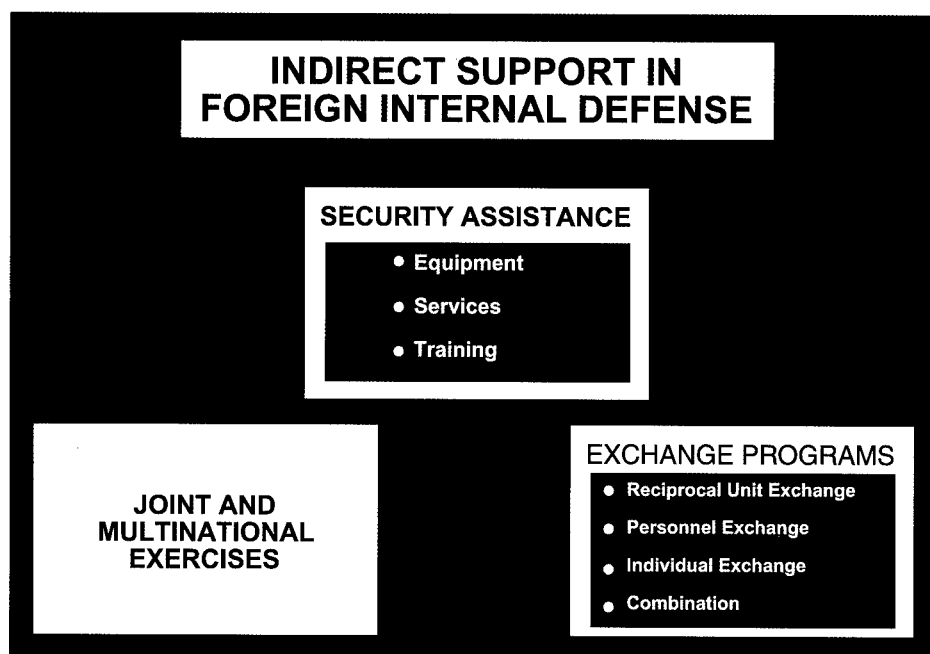 INDIRECT SUPPORT IN
FOREIGN INTERNAL DEFENSE
SECURITY ASSISTANCE
• Equipment
• Services
• Training
JOINT AND
MULTINATIONAL
EXERCISES
EXCHANGE PROGRAMS
• Reciprocal Unit Exchange
• Personnel Exchange
• Individual Exchange
• Combination